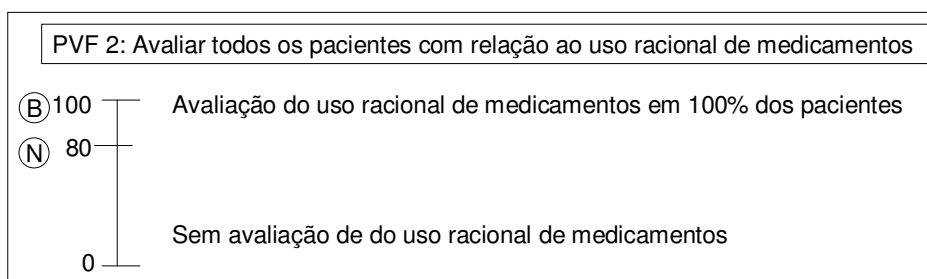 PVF 2: Avaliar todos os pacientes com relação ao uso racional de medicamentos
B 100 Avaliação do uso racional de medicamentos em 100% dos pacientes
N 80
Sem avaliação de do uso racional de medicamentos
0